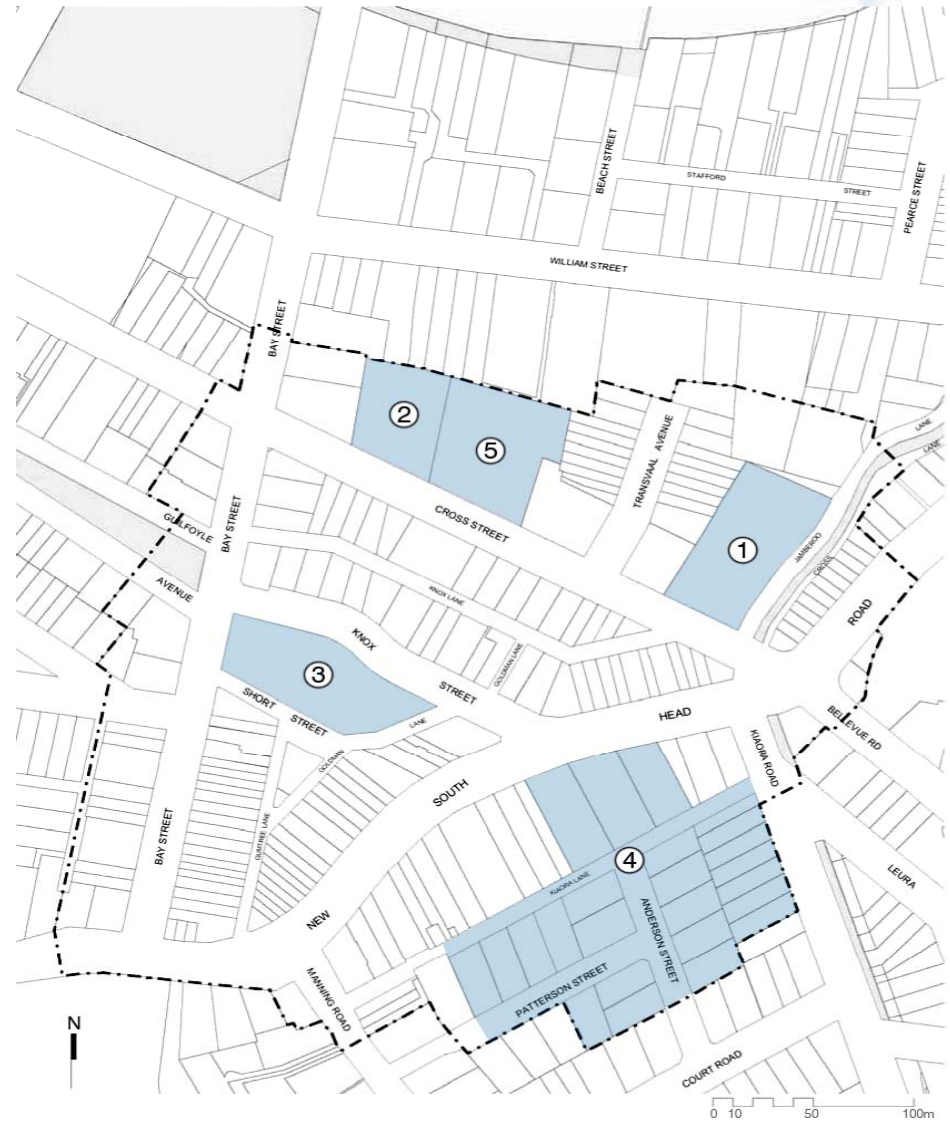 BEACH STREET
STAFFORD
STREET
PEARCE STREET
WILLIAM STREET
BAY STREET
TRANSVAAL AVENUE
LANE
LANE
2
5
CROSS STREET
1
JAMBEROO
CROSS
BAY STREET
GUILFOYLE
AVENUE
KNOX LANE
KNOX
STREET
GOLDMAN LANE
ROAD
3
SHORT
STREET
LANE
GOLDMAN
HEAD
SOUTH
NEW
KIAORA ROAD
BELLEVUE RD
BAY STREET
GUMTREE LANE
4
KIAORA LANE
ANDERSON STREET
LEURA
PATTERSON STREET
MANNING ROAD
COURT ROAD
N
0 10 50 100m